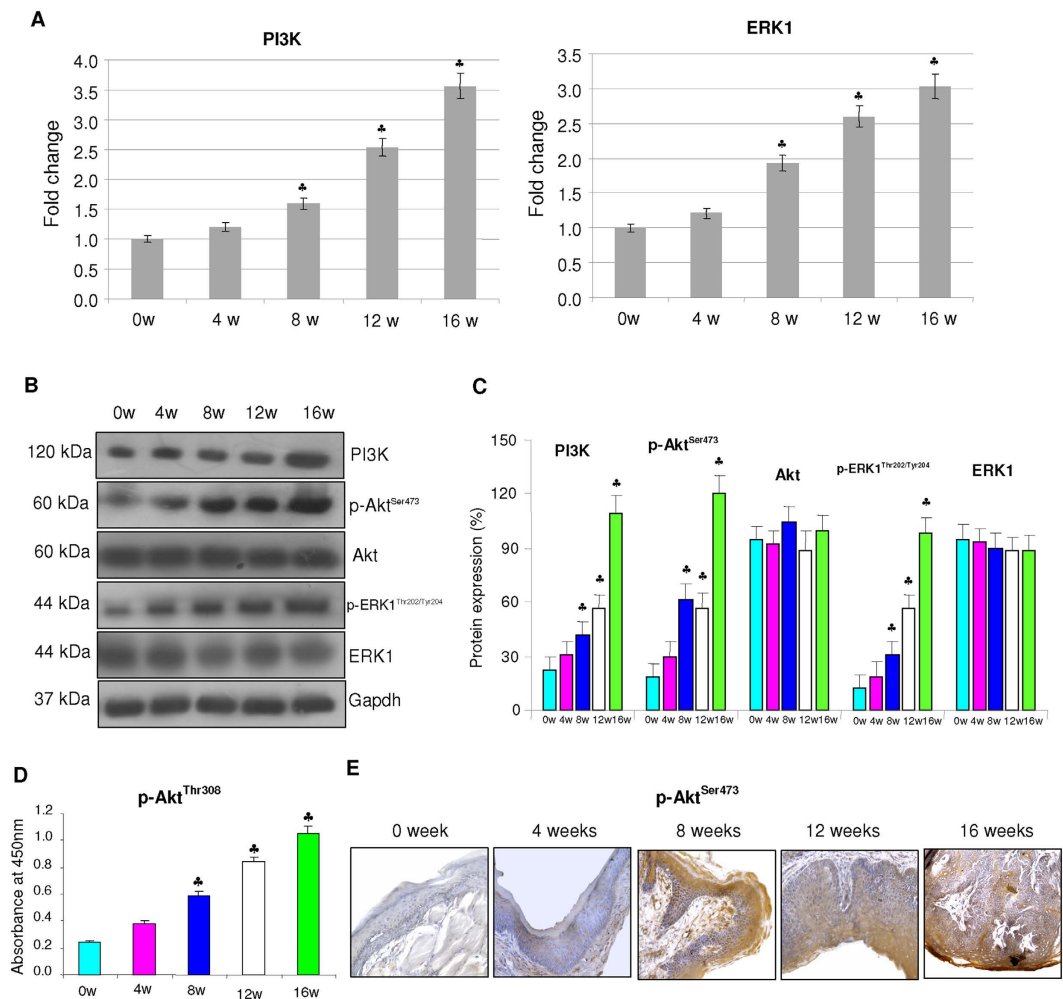 A
PI3K
Fold change
4.0
3.5
3.0
2.5
2.0
1.5
1.0
0.5
0.0
0w 4 w 8 w 12 w 16 w
♣ ♣ ♣
ERK1
Fold change
3.5
3.0
2.5
2.0
1.5
1.0
0.5
0.0
0w 4 w 8 w 12 w 16 w
♣ ♣ ♣
B
0w 4w 8w 12w 16w
120 kDa PI3K
60 kDa p-Akt^Ser473
60 kDa Akt
44 kDa p-ERK1^Thr202/Tyr204
44 kDa ERK1
37 kDa Gapdh
C
Protein expression (%)
150
120
90
60
30
0
PI3K p-Akt^Ser473 Akt p-ERK1^Thr202/Tyr204 ERK1
♣ ♣ ♣ ♣ ♣ ♣ ♣ ♣ ♣
0w 4w 8w 12w16w 0w 4w 8w 12w16w 0w 4w 8w 12w16w 0w 4w 8w 12w16w 0w 4w 8w 12w16w
D
p-Akt^Thr308
Absorbance at 450nm
1.2
1.0
0.8
0.6
0.4
0.2
0.0
♣ ♣ ♣
0w 4w 8w 12w 16w
E
p-Akt^Ser473
0 week 4 weeks 8 weeks 12 weeks 16 weeks